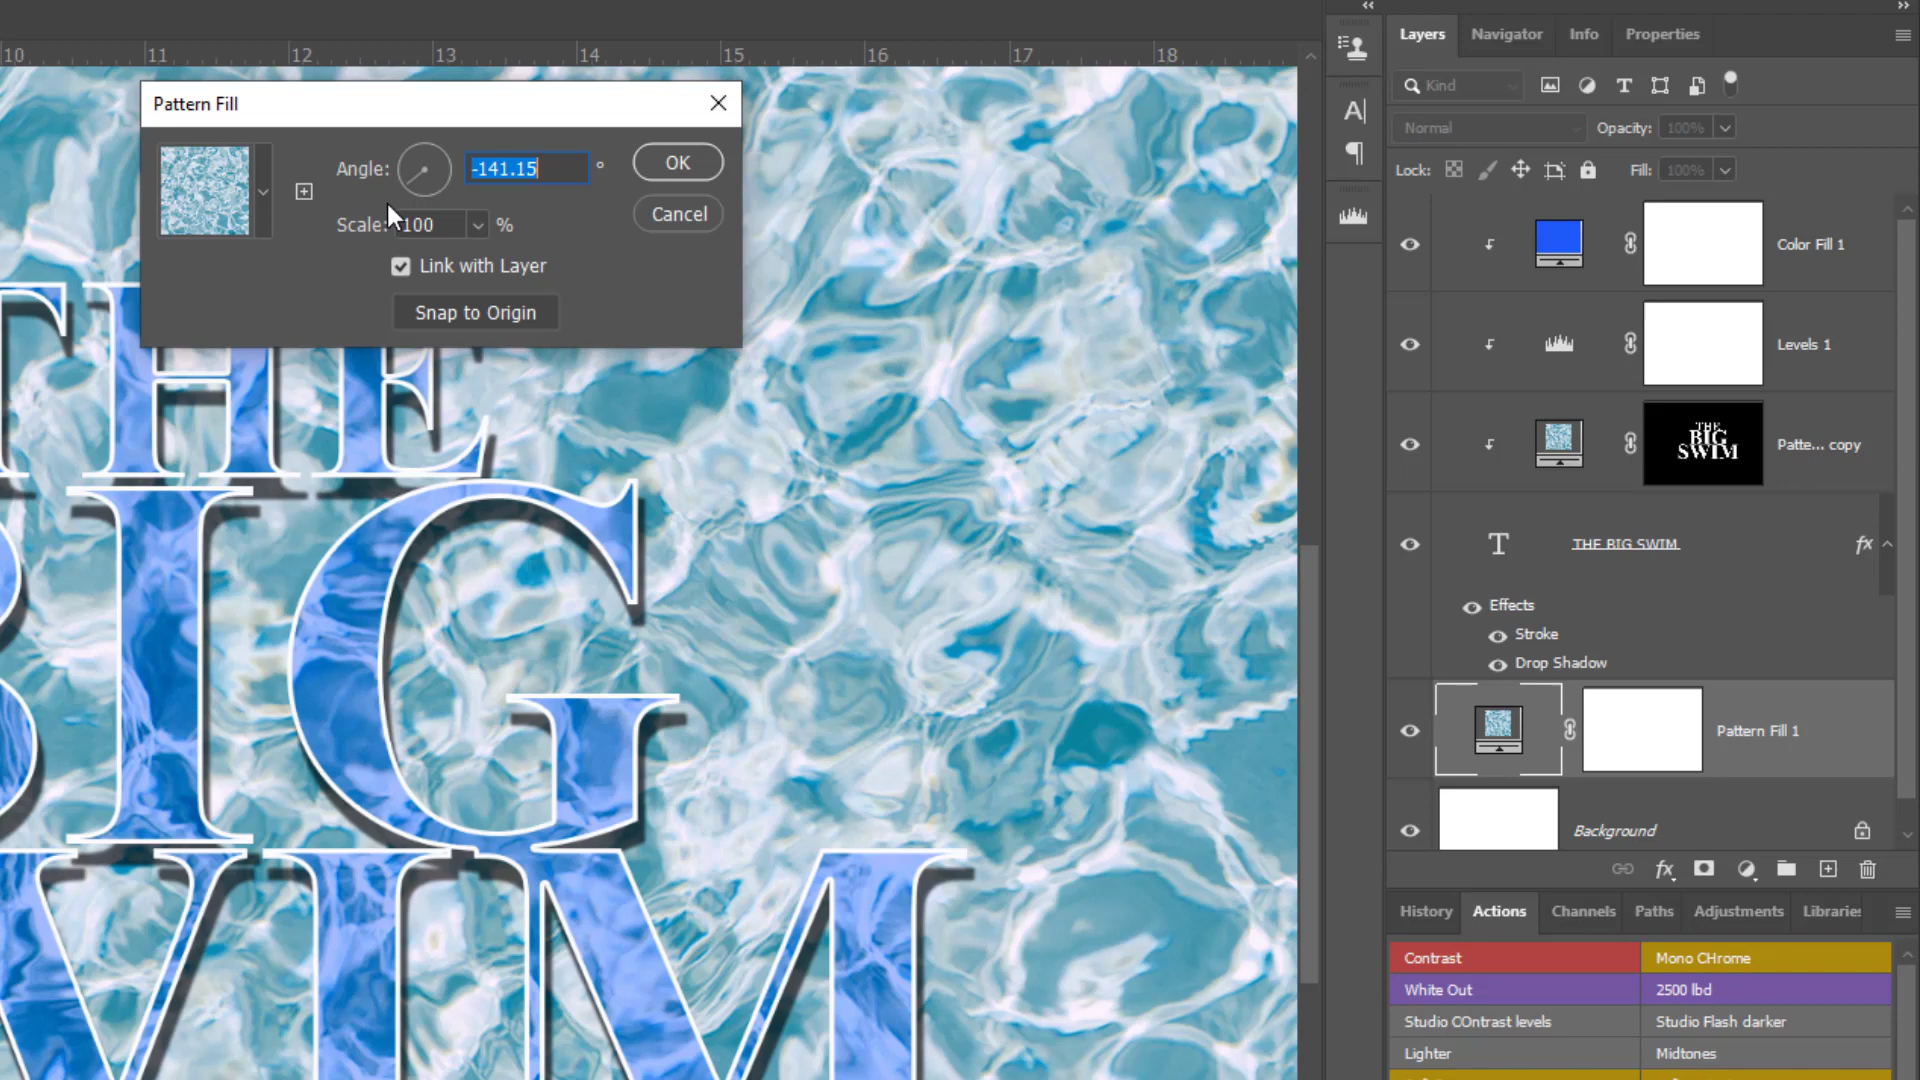 10 11 12 13 14 15 16 17 18
Pattern Fill
Angle: -141.15 °
OK
Cancel
Scale: 100 %
Link with Layer
Snap to Origin
THE
BIG
WIM
Layers Navigator Info Properties
Kind
Normal Opacity: 100%
Lock: Fill: 100%
Color Fill 1
Levels 1
THE
BIG
SWIM
Patte... copy
T THE BIG SWIM fx
Effects
Stroke
Drop Shadow
Pattern Fill 1
Background
fx
History Actions Channels Paths Adjustments Libraries
Contrast Mono CHrome
White Out 2500 lbd
Studio COntrast levels Studio Flash darker
Lighter Midtones